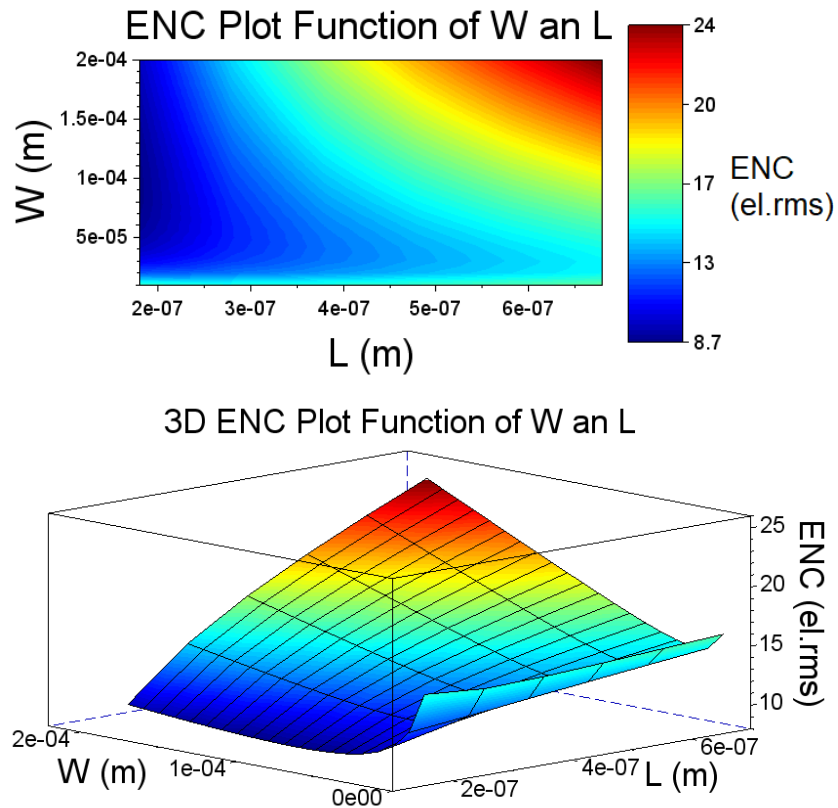 ENC Plot Function of W an L
24
2e-04
20
1.5e-04
W (m)
1e-04
17
ENC
(el.rms)
5e-05
13
8.7
2e-07 3e-07 4e-07 5e-07 6e-07
L (m)
3D ENC Plot Function of W an L
25
20
15
10
ENC (el.rms)
2e-04
1e-04
0e00
W (m)
2e-07
4e-07
6e-07
L (m)